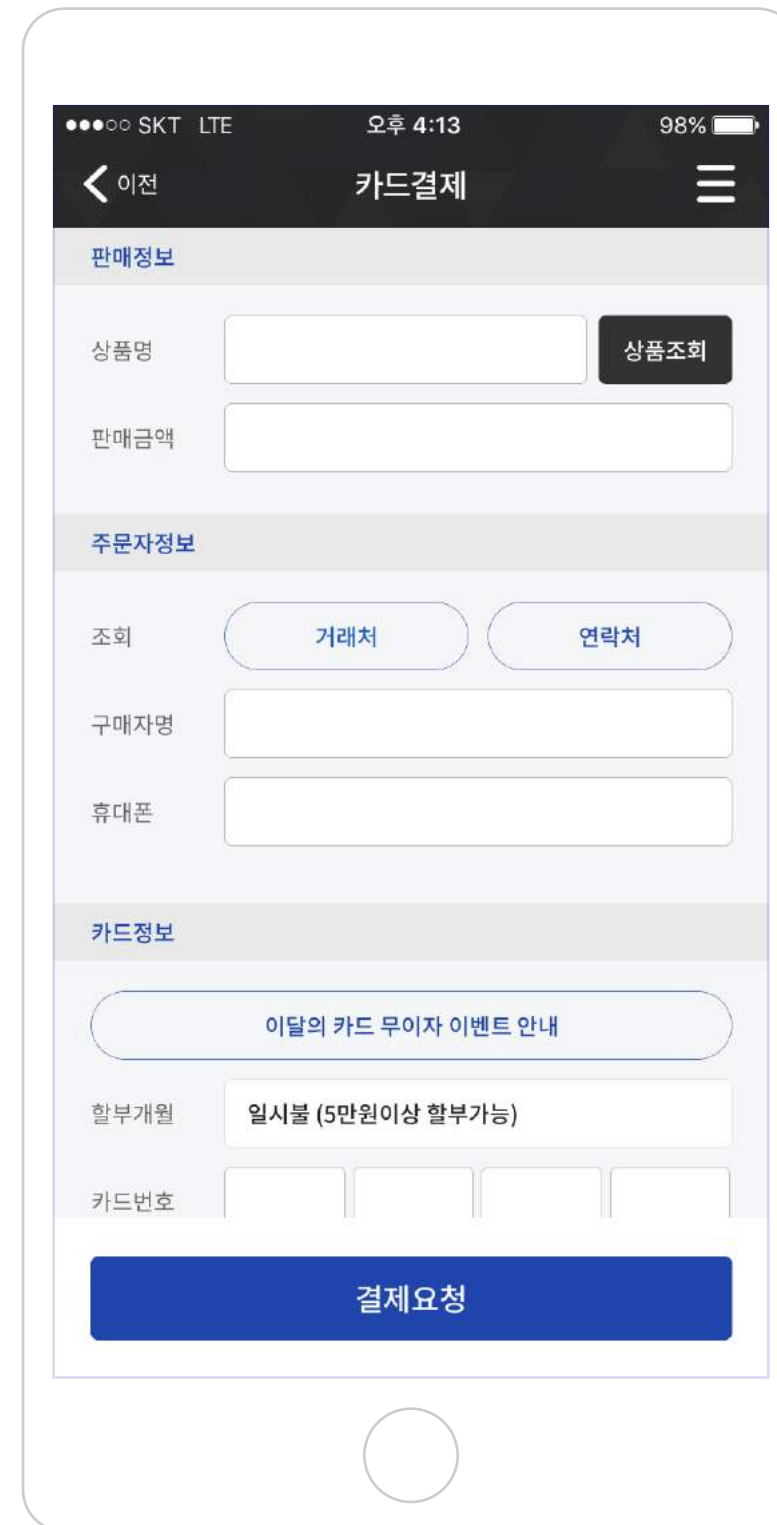 ●●●○○ SKT LTE 오후 4:13 98%
이전 카드결제
판매정보
상품명 상품조회
판매금액
주문자정보
조회 거래처 연락처
구매자명
휴대폰
카드정보
이달의 카드 무이자 이벤트 안내
할부개월 일시불 (5만원이상 할부가능)
카드번호
결제요청